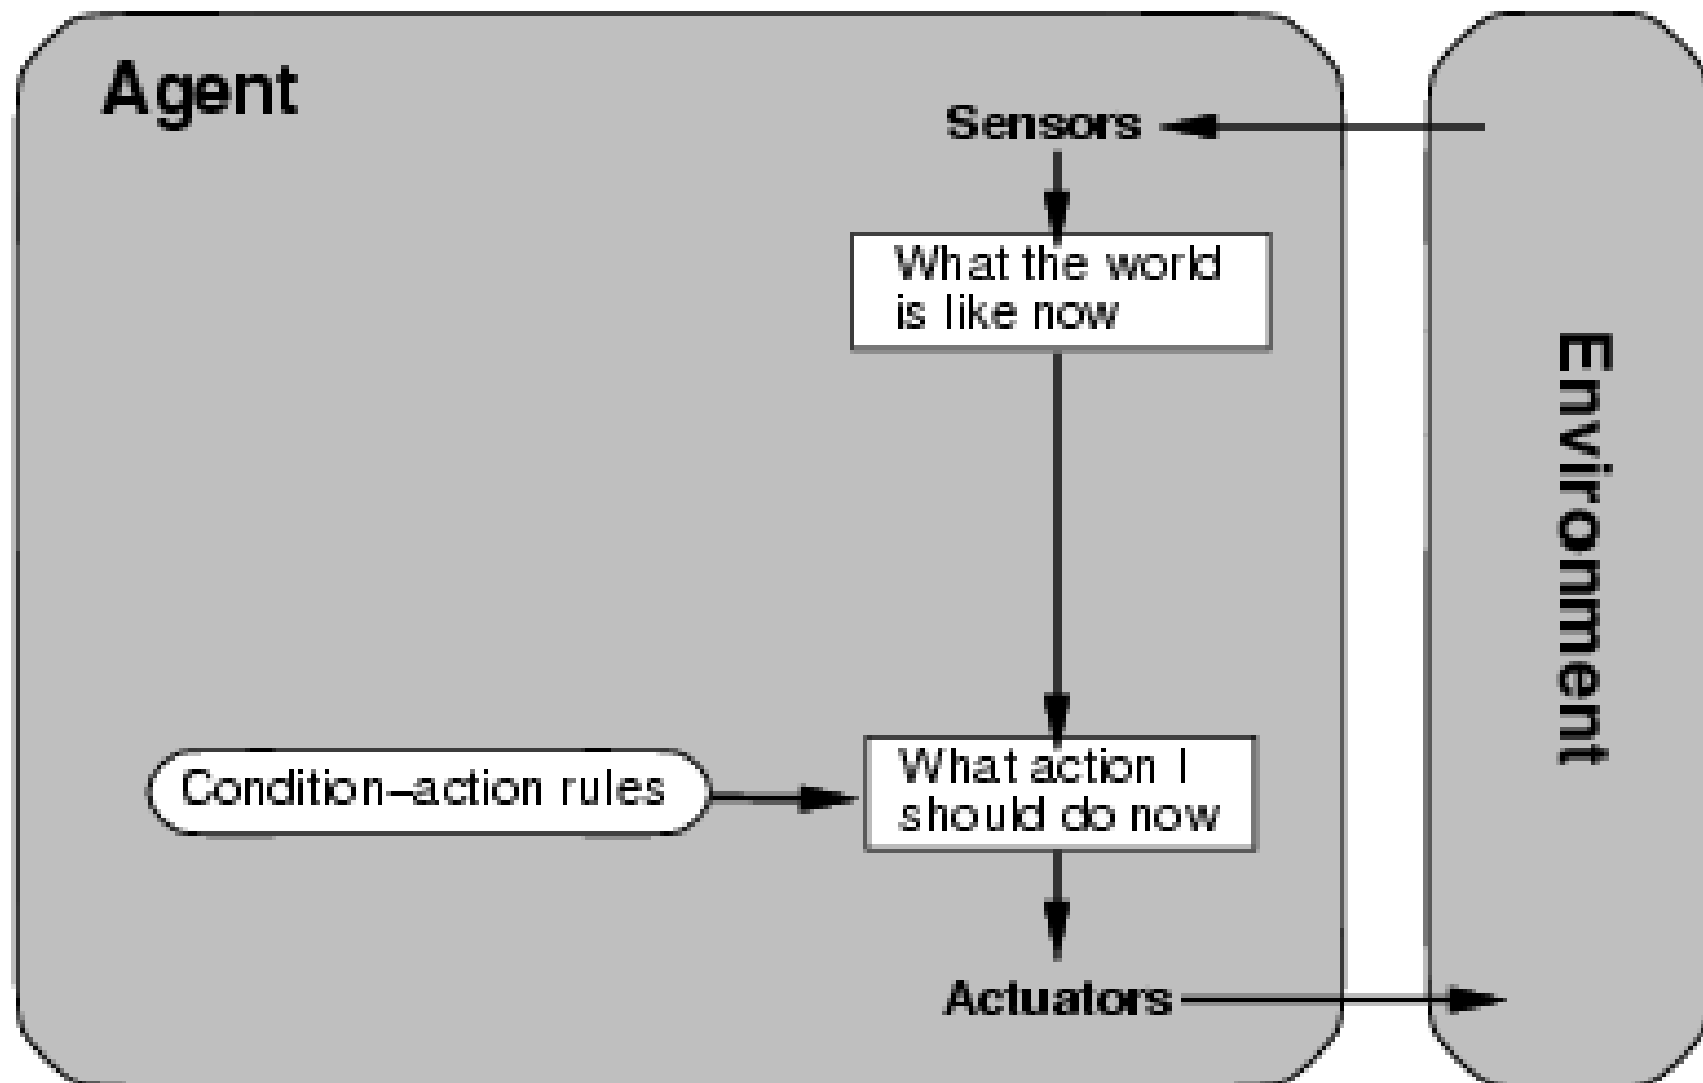 Agent
Sensors
What the world
is like now
Environment
Condition–action rules
What action I
should do now
Actuators